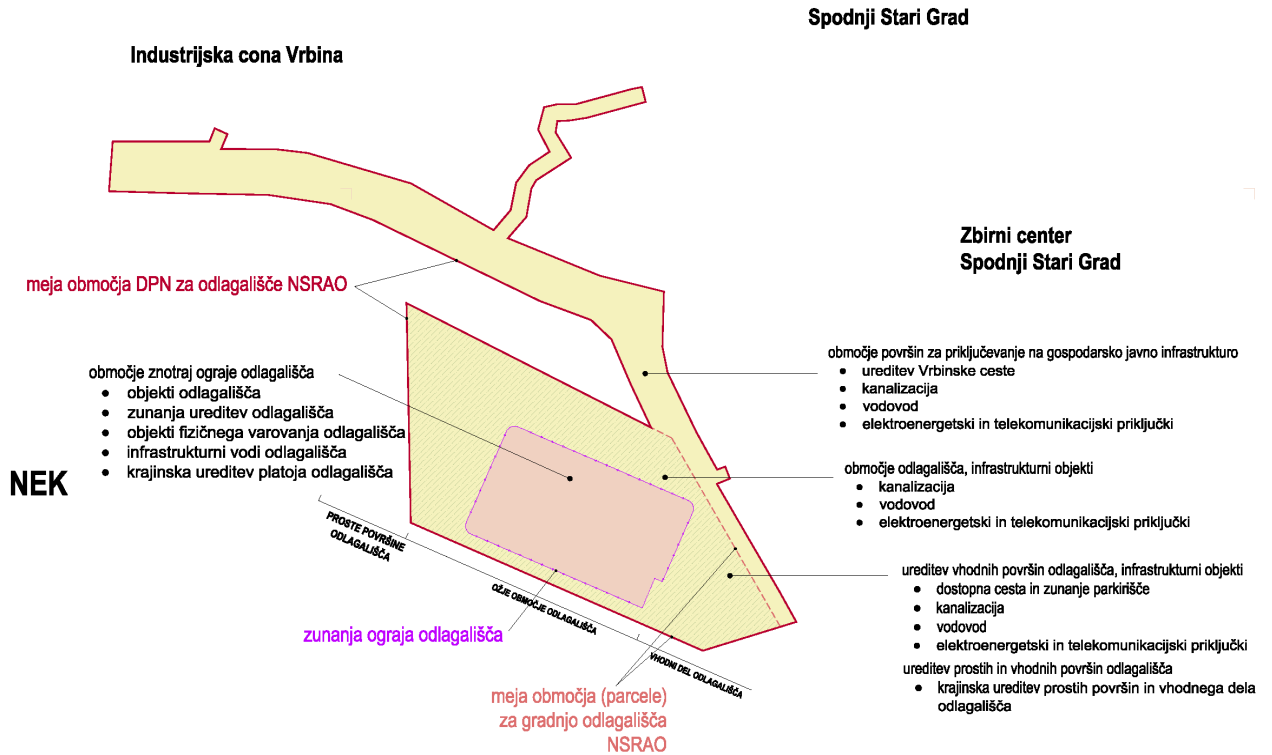 Spodnji Stari Grad
Industrijska cona Vrbina
Zbirni center
Spodnji Stari Grad
meja območja DPN za odlagališče NSRAO
območje znotraj ograje odlagališča
• objekti odlagališča
• zunanja ureditev odlagališča
• objekti fizičnega varovanja odlagališča
• infrastrukturni vodi odlagališča
• krajinska ureditev platoja odlagališča
NEK
območje površin za priključevanje na gospodarsko javno infrastrukturo
• ureditev Vrbinske ceste
• kanalizacija
• vodovod
• elektroenergetski in telekomunikacijski priključki
območje odlagališča, infrastrukturni objekti
• kanalizacija
• vodovod
• elektroenergetski in telekomunikacijski priključki
ureditev vhodnih površin odlagališča, infrastrukturni objekti
• dostopna cesta in zunanje parkirišče
• kanalizacija
• vodovod
• elektroenergetski in telekomunikacijski priključki
ureditev prostih in vhodnih površin odlagališča
• krajinska ureditev prostih površin in vhodnega dela
odlagališča
PROSTE POVRŠINE
ODLAGALIŠČA
OŽJE OBMOČJE ODLAGALIŠČA
VHODNI DEL ODLAGALIŠČA
zunanja ograja odlagališča
meja območja (parcele)
za gradnjo odlagališča
NSRAO